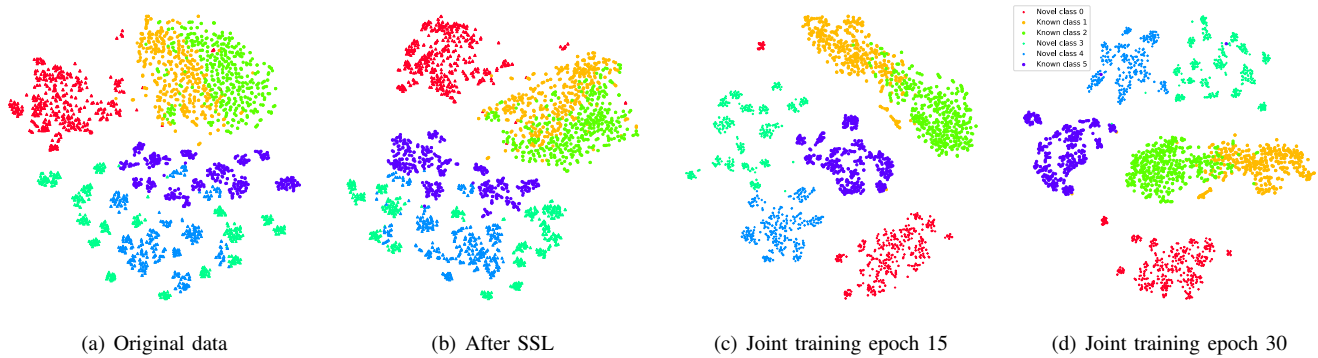 Novel class 0
Known class 1
Known class 2
Novel class 3
Novel class 4
Known class 5
(a) Original data
(b) After SSL
(c) Joint training epoch 15
(d) Joint training epoch 30